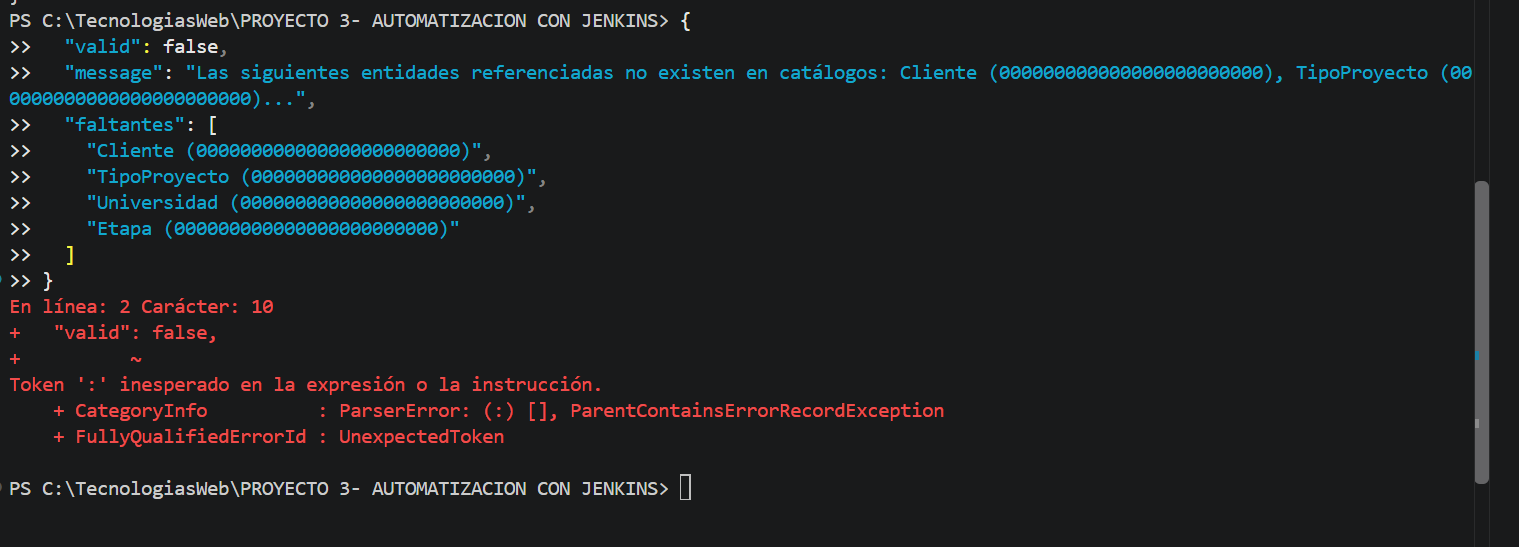 PS C:\TecnologiasWeb\PROYECTO 3- AUTOMATIZACION CON JENKINS> {
>>   "valid": false,
>>   "message": "Las siguientes entidades referenciadas no existen en catálogos: Cliente (000000000000000000000000), TipoProyecto (00
0000000000000000000000)...",
>>   "faltantes": [
>>     "Cliente (000000000000000000000000)",
>>     "TipoProyecto (000000000000000000000000)",
>>     "Universidad (000000000000000000000000)",
>>     "Etapa (000000000000000000000000)"
>>   ]
>> }
En línea: 2 Carácter: 10
+   "valid": false,
+          ~
Token ':' inesperado en la expresión o la instrucción.
    + CategoryInfo          : ParserError: (:) [], ParentContainsErrorRecordException
    + FullyQualifiedErrorId : UnexpectedToken

PS C:\TecnologiasWeb\PROYECTO 3- AUTOMATIZACION CON JENKINS>